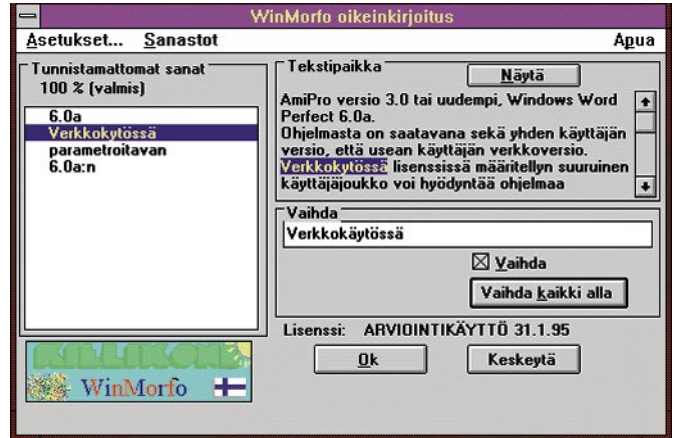 WinMorfo oikeinkirjoitus
Asetukset... Sanastot Apua
Tunnistamattomat sanat
100 % (valmis)
6.0a
Verkkokytössä
parametroitavan
6.0a:n
Tekstipaikka
Näytä
AmiPro versio 3.0 tai uudempi, Windows Word
Perfect 6.0a.
Ohjelmasta on saatavana sekä yhden käyttäjän
versio, että usean käyttäjän verkkoversio.
Verkkokytössä lisenssissä määritellyn suuruinen
käyttäjäjoukko voi hyödyntää ohjelmaa
Vaihda
Verkkokäytössä
Vaihda
Vaihda kaikki alla
Lisenssi: ARVIOINTIKÄYTTÖ 31.1.95
Ok Keskeytä
KIELIKONE
WinMorfo